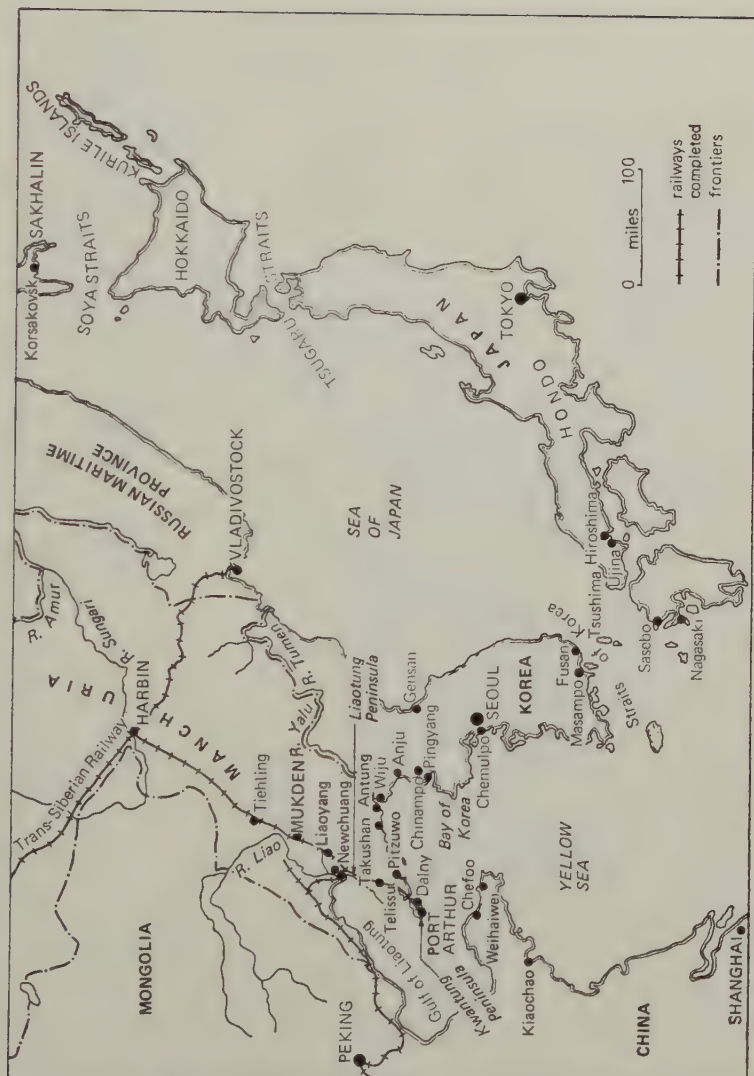 MONGOLIA
Trans-Siberian Railway
HARBIN
MANCH
URIA
R. Sungari
R. Amur
RUSSIAN MARITIME
PROVINCE
Korsakovsk
SAKHALIN
SOYA STRAITS
KURILE ISLANDS
HOKKAIDO
TSUGARU
STRAITS
VLADIVOSTOCK
Tiehling
MUKDEN
Liaoyang
Newchuang
R. Liao
R. Yalu
R. Tumen
PEKING
Gulf of Liaotung
Liaotung
Peninsula
Takushan
Antung
Wiju
Anju
Telissu
Pitzuwo
Dalny
PORT
ARTHUR
Kwantung
Peninsula
Chinampo
Pingyang
Gensan
SEOUL
Chemulpo
KOREA
Bay of
Korea
Chefoo
Weihaiwei
Kiaochao
YELLOW
SEA
SEA
OF
JAPAN
Masampo
Fusan
Korea
Straits
Tsushima
Hiroshima
Ujina
Sasebo
Nagasaki
JAPAN
HONDO
TOKYO
CHINA
SHANGHAI
0 miles 100
railways
completed
frontiers